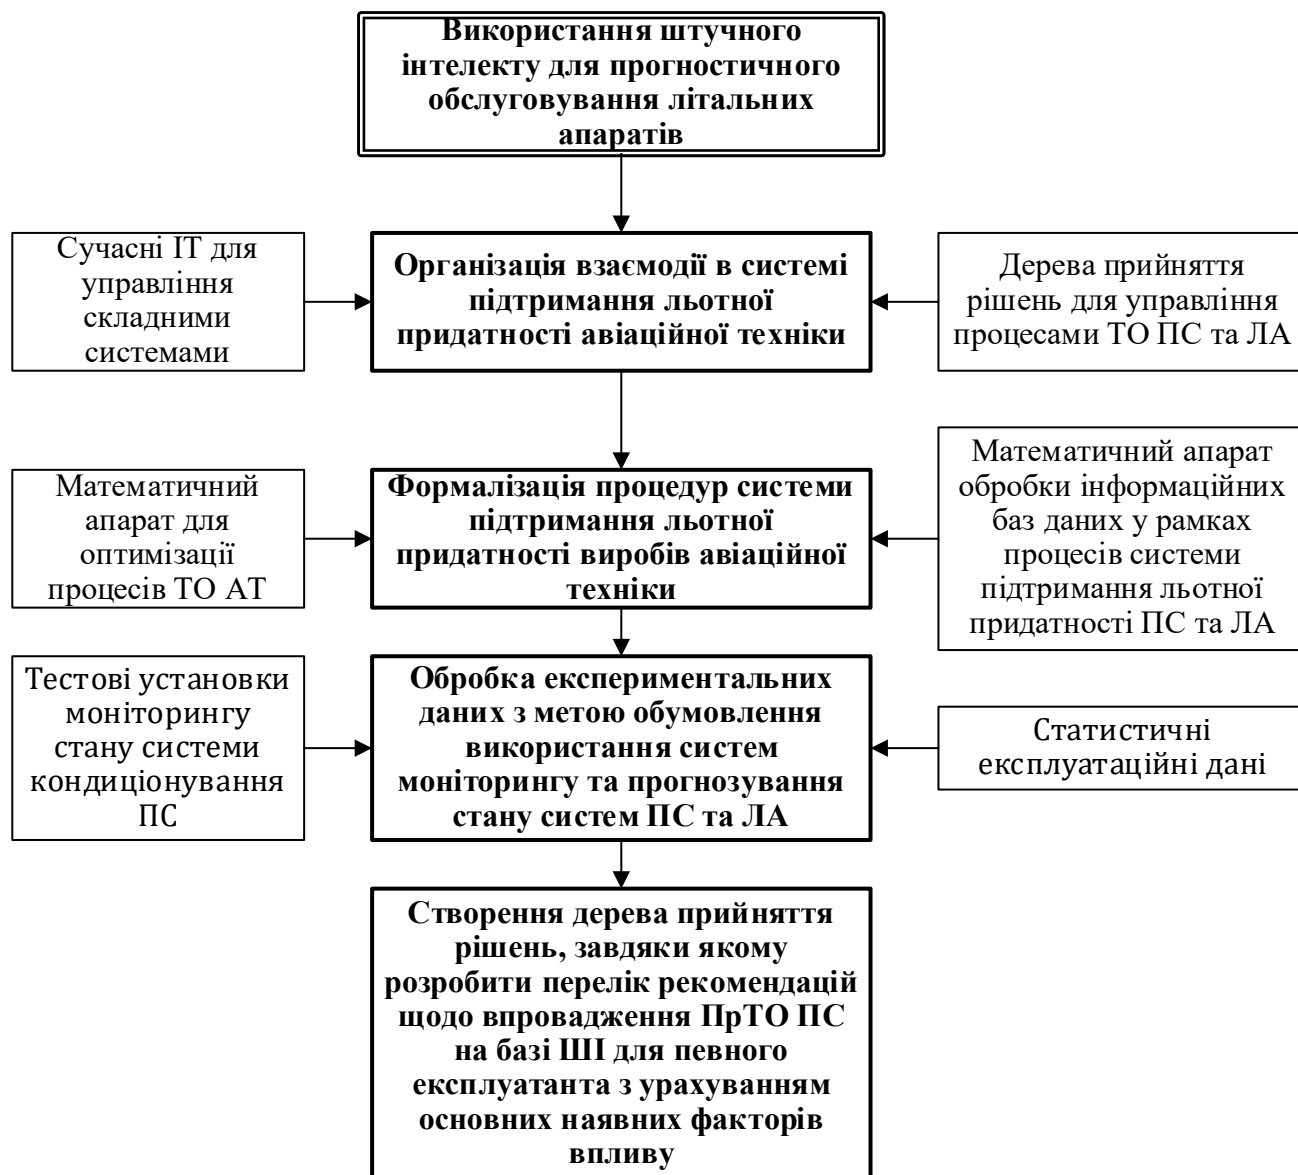 Використання штучного
інтелекту для прогностичного
обслуговування літальних
апаратів
Сучасні ІТ для
управління
складними
системами
Організація взаємодії в системі
підтримання льотної
придатності авіаційної техніки
Дерева прийняття
рішень для управління
процесами ТО ПС та ЛА
Математичний
апарат для
оптимізації
процесів ТО АТ
Формалізація процедур системи
підтримання льотної
придатності виробів авіаційної
техніки
Математичний апарат
обробки інформаційних
баз даних у рамках
процесів системи
підтримання льотної
придатності ПС та ЛА
Тестові установки
моніторингу
стану системи
кондиціонування
ПС
Обробка експериментальних
даних з метою обумовлення
використання систем
моніторингу та прогнозування
стану систем ПС та ЛА
Статистичні
експлуатаційні дані
Створення дерева прийняття
рішень, завдяки якому
розробити перелік рекомендацій
щодо впровадження ПрТО ПС
на базі ШІ для певного
експлуатанта з урахуванням
основних наявних факторів
впливу